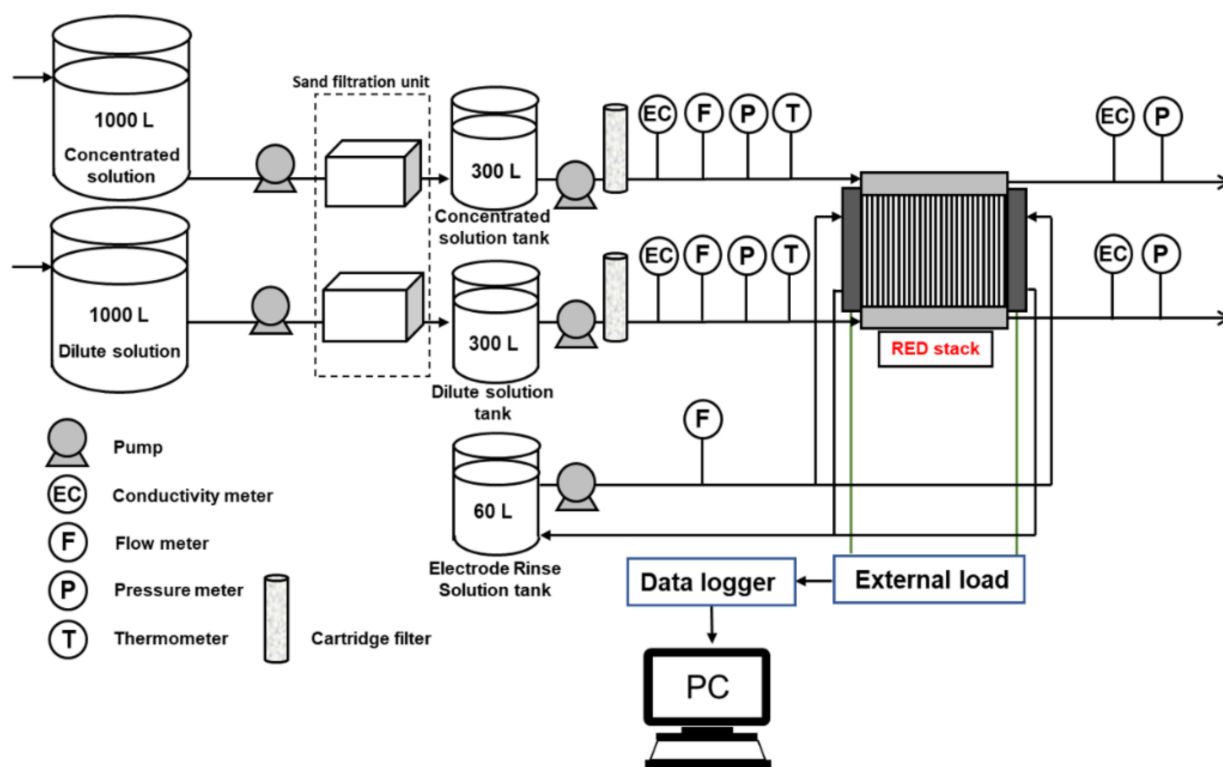 Sand filtration unit
1000 L
Concentrated
solution
300 L
Concentrated
solution tank
EC
F
P
T
EC
P
1000 L
Dilute solution
300 L
Dilute solution
tank
EC
F
P
T
EC
P
RED stack
F
60 L
Electrode Rinse
Solution tank
Data logger
External load
PC
Pump
EC
Conductivity meter
F
Flow meter
P
Pressure meter
T
Thermometer
Cartridge filter